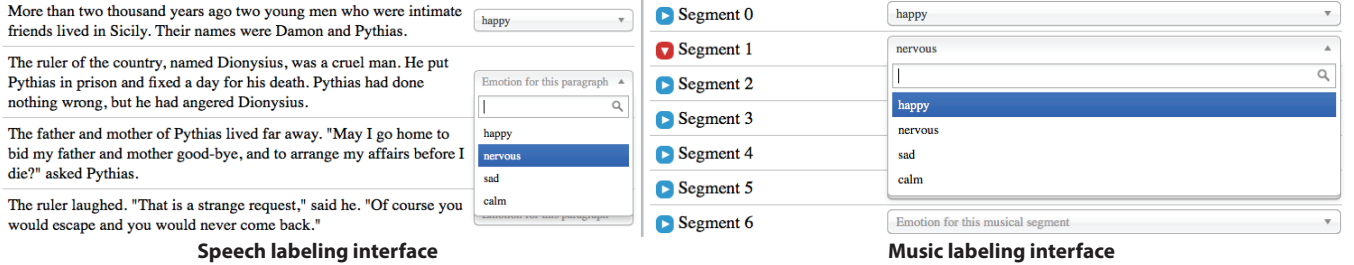 More than two thousand years ago two young men who were intimate
friends lived in Sicily. Their names were Damon and Pythias.
happy
The ruler of the country, named Dionysius, was a cruel man. He put
Pythias in prison and fixed a day for his death. Pythias had done
nothing wrong, but he had angered Dionysius.
Emotion for this paragraph
happy
nervous
sad
calm
The father and mother of Pythias lived far away. "May I go home to
bid my father and mother good-bye, and to arrange my affairs before I
die?" asked Pythias.
The ruler laughed. "That is a strange request," said he. "Of course you
would escape and you would never come back."
Emotion for this paragraph
Speech labeling interface
Segment 0
happy
Segment 1
nervous
happy
nervous
sad
calm
Segment 2
Segment 3
Segment 4
Segment 5
Segment 6
Emotion for this musical segment
Music labeling interface